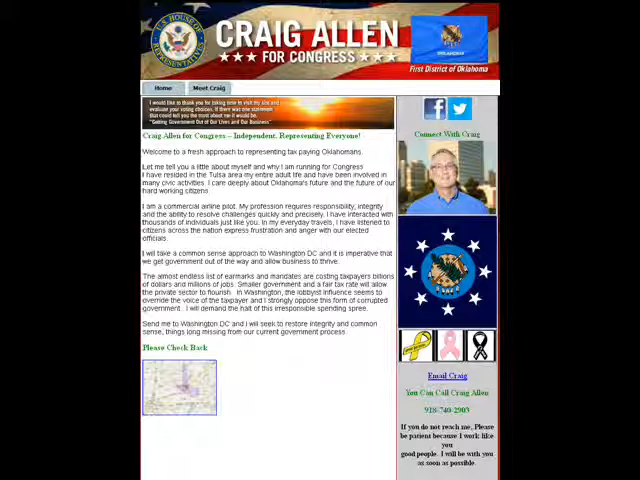 U.S. HOUSE OF
REPRESENTATIVES
CRAIG ALLEN
FOR CONGRESS
OKLAHOMA
First District of Oklahoma
Home
Meet Craig
I would like to thank you for taking time to visit my site and
evaluate your voting choices. If there was one statement
that could tell you the most about me it would be.
"Getting Government Out of Our Lives and Our Business"
Craig Allen for Congress – Independent, Representing Everyone!
Welcome to a fresh approach to representing tax paying Oklahomans.
Let me tell you a little about myself and why I am running for Congress
I have resided in the Tulsa area my entire adult life and have been involved in
many civic activities. I care deeply about Oklahoma's future and the future of our
hard working citizens
I am a commercial airline pilot. My profession requires responsibility, integrity
and the ability to resolve challenges quickly and precisely. I have interacted with
thousands of individuals just like you. In my everyday travels, I have listened to
citizens across the nation express frustration and anger with our elected
officials.
I will take a common sense approach to Washington DC and it is imperative that
we get government out of the way and allow business to thrive.
The almost endless list of earmarks and mandates are costing taxpayers billions
of dollars and millions of jobs. Smaller government and a fair tax rate will allow
the private sector to flourish. In Washington, the lobbyist influence seems to
override the voice of the taxpayer and I strongly oppose this form of corrupted
government. I will demand the halt of this irresponsible spending spree.
Send me to Washington DC and I will seek to restore integrity and common
sense, things long missing from our current government process
Please Check Back
Connect With Craig
Email Craig
You Can Call Craig Allen
918-740-2903
If you do not reach me, Please
be patient because I work like
you
good people. I will be with you
as soon as possible.